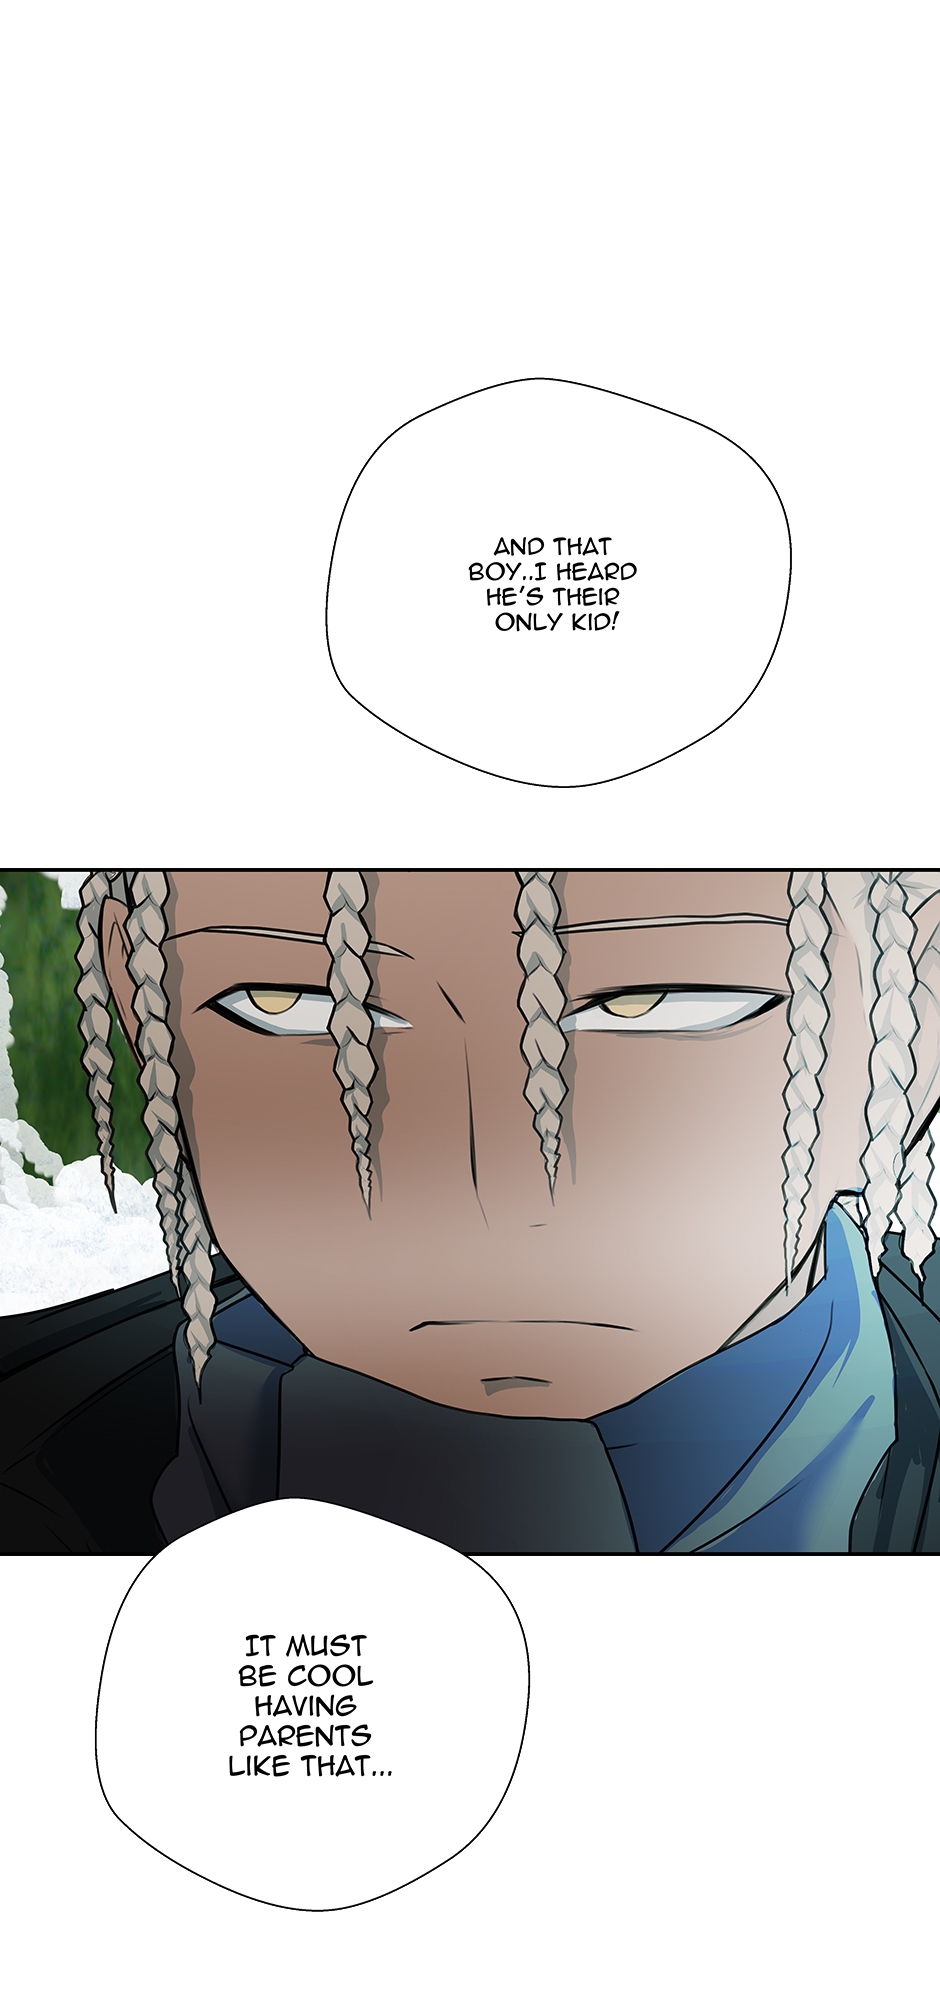 AND THAT
BOY..I HEARD
HE'S THEIR
ONLY KID!
IT MUST
BE COOL
HAVING
PARENTS
LIKE THAT...